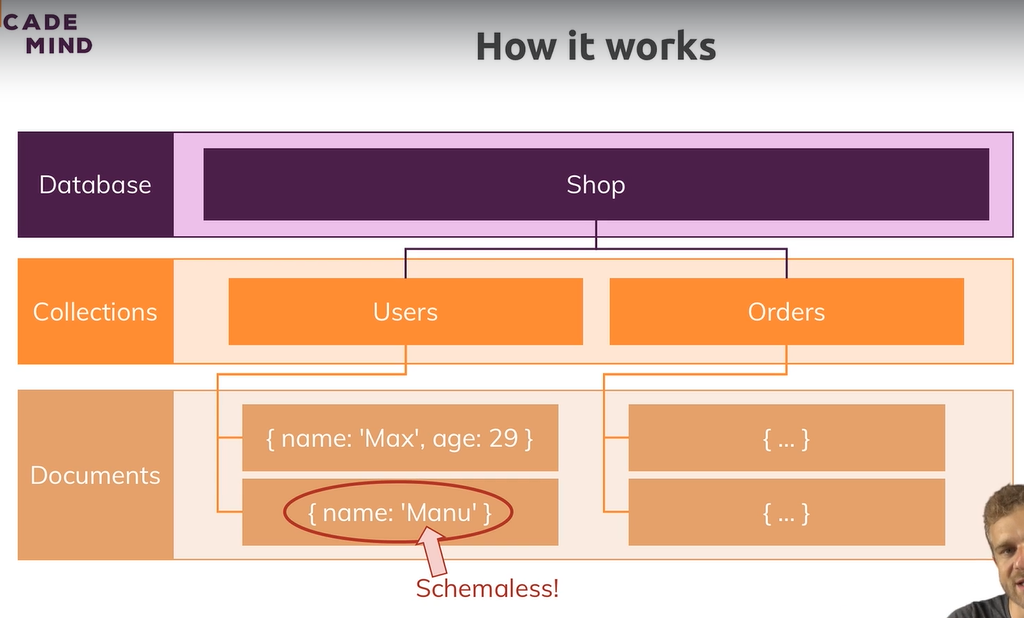 CADE
MIND
How it works
Database
Shop
Collections
Users
Orders
Documents
{ name: 'Max', age: 29 }
{ ... }
{ name: 'Manu' }
{ ... }
Schemaless!